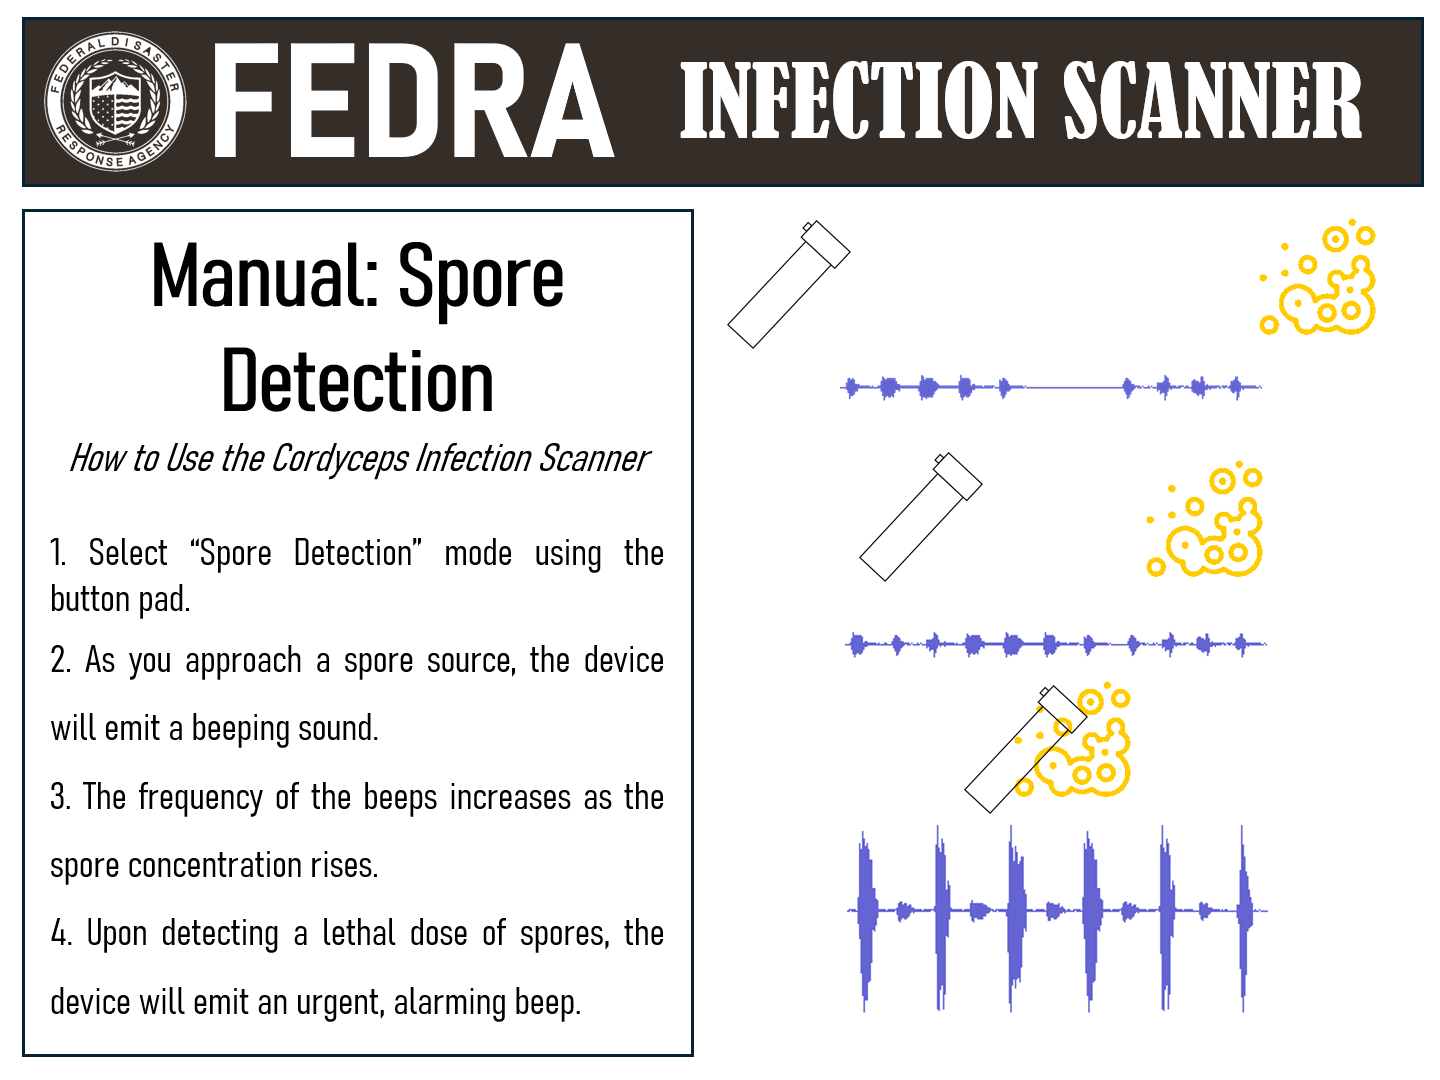 FEDERAL DISASTER
RESPONSE AGENCY
FEDRA
INFECTION SCANNER
Manual: Spore
Detection
How to Use the Cordyceps Infection Scanner
1. Select “Spore Detection” mode using the
button pad.
2. As you approach a spore source, the device
will emit a beeping sound.
3. The frequency of the beeps increases as the
spore concentration rises.
4. Upon detecting a lethal dose of spores, the
device will emit an urgent, alarming beep.